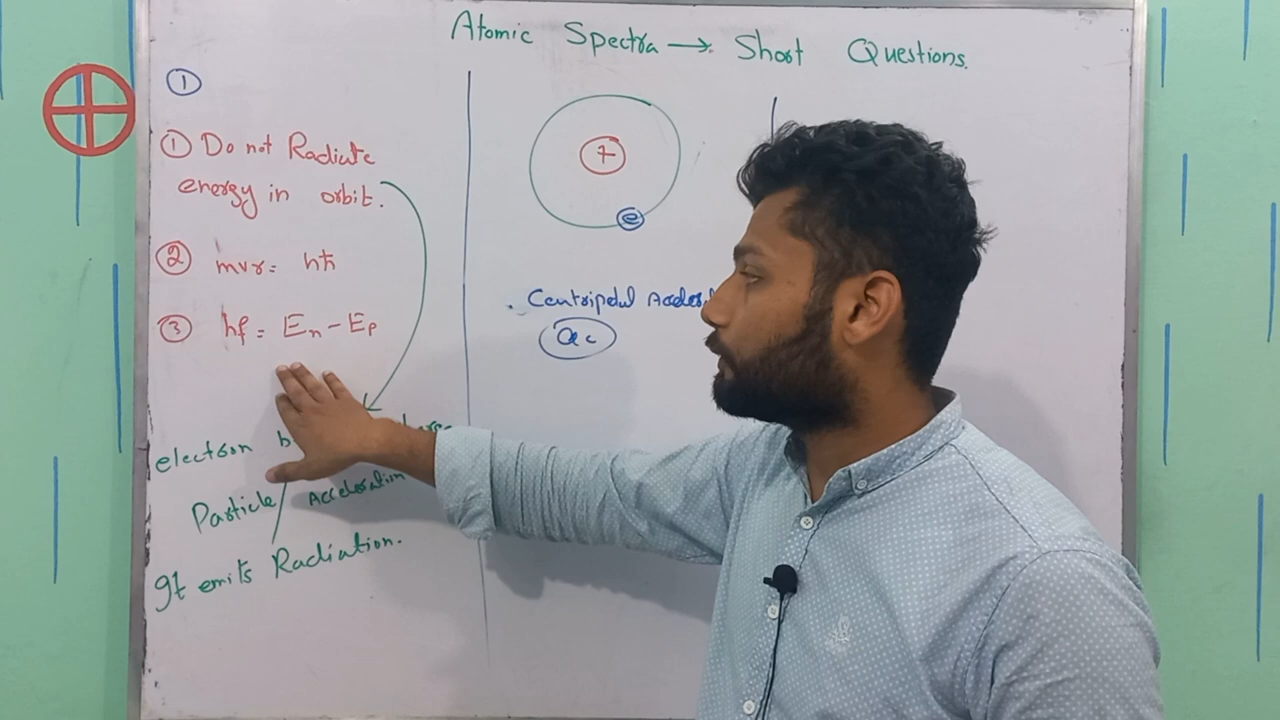 Atomic Spectra → Short Questions.
①
① Do not Radiate
energy in orbit.
② mvr = nħ
③ hf = En - Ep
electron
Particle / Acceleration
It emits Radiation.
+
e
. Centripetal
ac